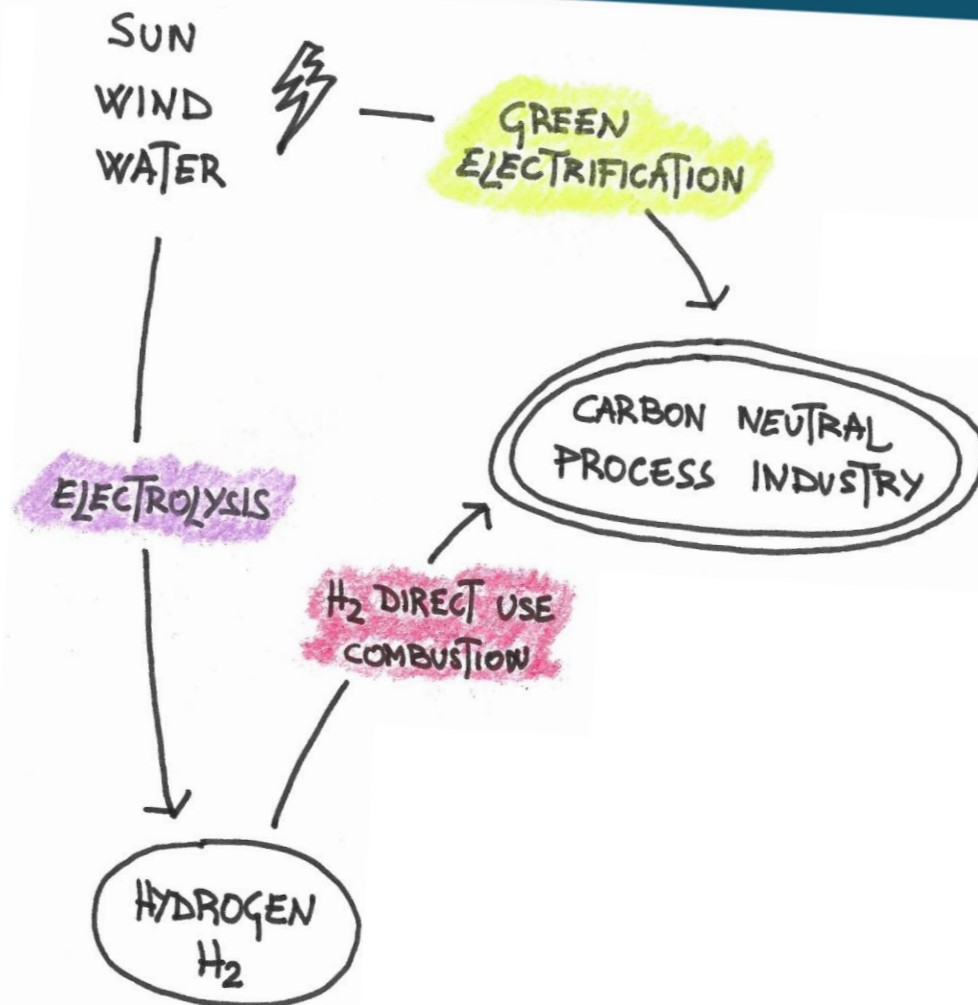 SUN
WIND
WATER
GREEN
ELECTRIFICATION
CARBON NEUTRAL
PROCESS INDUSTRY
ELECTROLYSIS
H₂ DIRECT USE
COMBUSTION
HYDROGEN
H₂